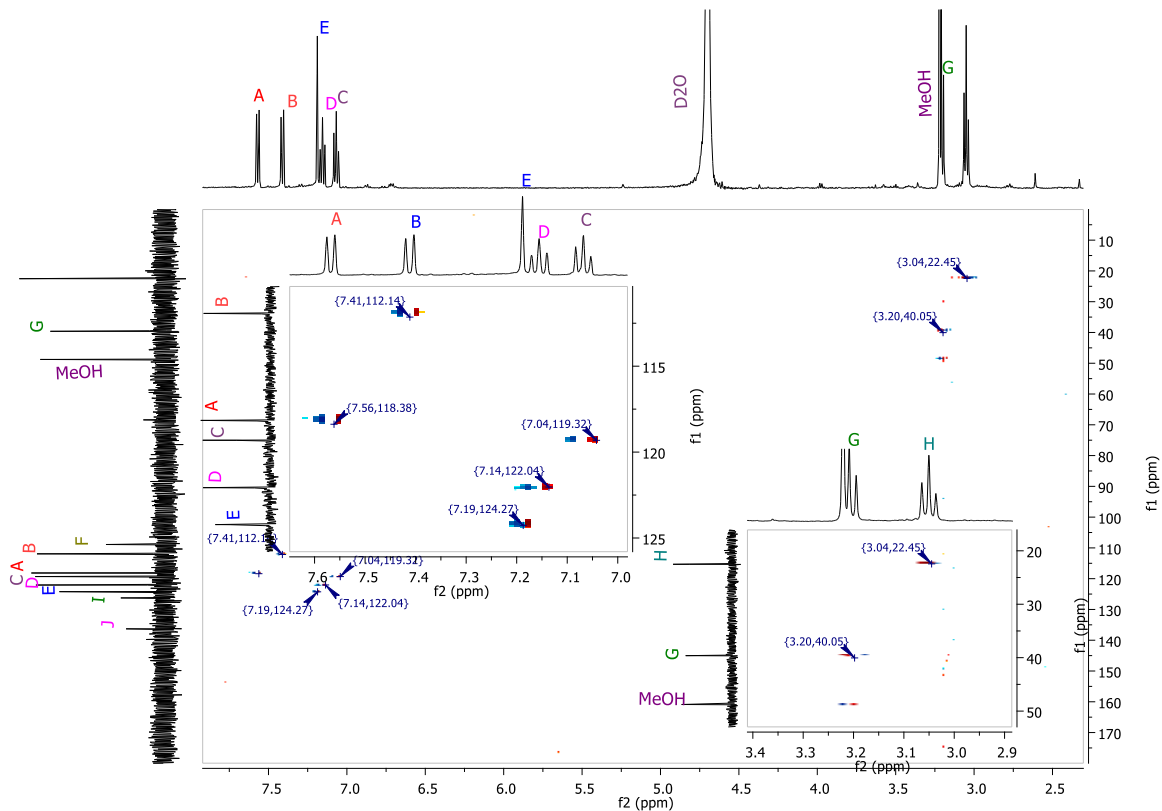 E
A
B
D
C
D2O
MeOH
G
E
A
B
D
C
{7.41,112.14}
{7.56,118.38}
{7.04,119.32}
{7.14,122.04}
{7.19,124.27}
115
120
125
f1 (ppm)
7.6
7.5
7.4
7.3
7.2
7.1
7.0
f2 (ppm)
B
A
C
D
E
G
MeOH
F
B
A
C
D
E
I
J
{7.41,112.1
{7.04,119.32}
{7.14,122.04}
{7.19,124.27}
{3.04,22.45}
{3.20,40.05}
G
H
{3.04,22.45}
{3.20,40.05}
H
G
MeOH
20
30
40
50
f1 (ppm)
3.4
3.3
3.2
3.1
3.0
2.9
f2 (ppm)
10
20
30
40
50
60
70
80
90
100
110
120
130
140
150
160
170
f1 (ppm)
7.5
7.0
6.5
6.0
5.5
5.0
4.5
4.0
3.5
3.0
2.5
f2 (ppm)